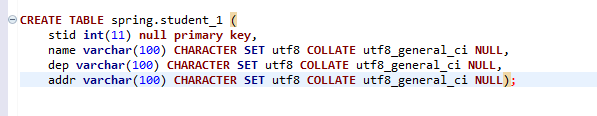 CREATE TABLE spring.student_1 (
stid int(11) null primary key,
name varchar(100) CHARACTER SET utf8 COLLATE utf8_general_ci NULL,
dep varchar(100) CHARACTER SET utf8 COLLATE utf8_general_ci NULL,
addr varchar(100) CHARACTER SET utf8 COLLATE utf8_general_ci NULL);